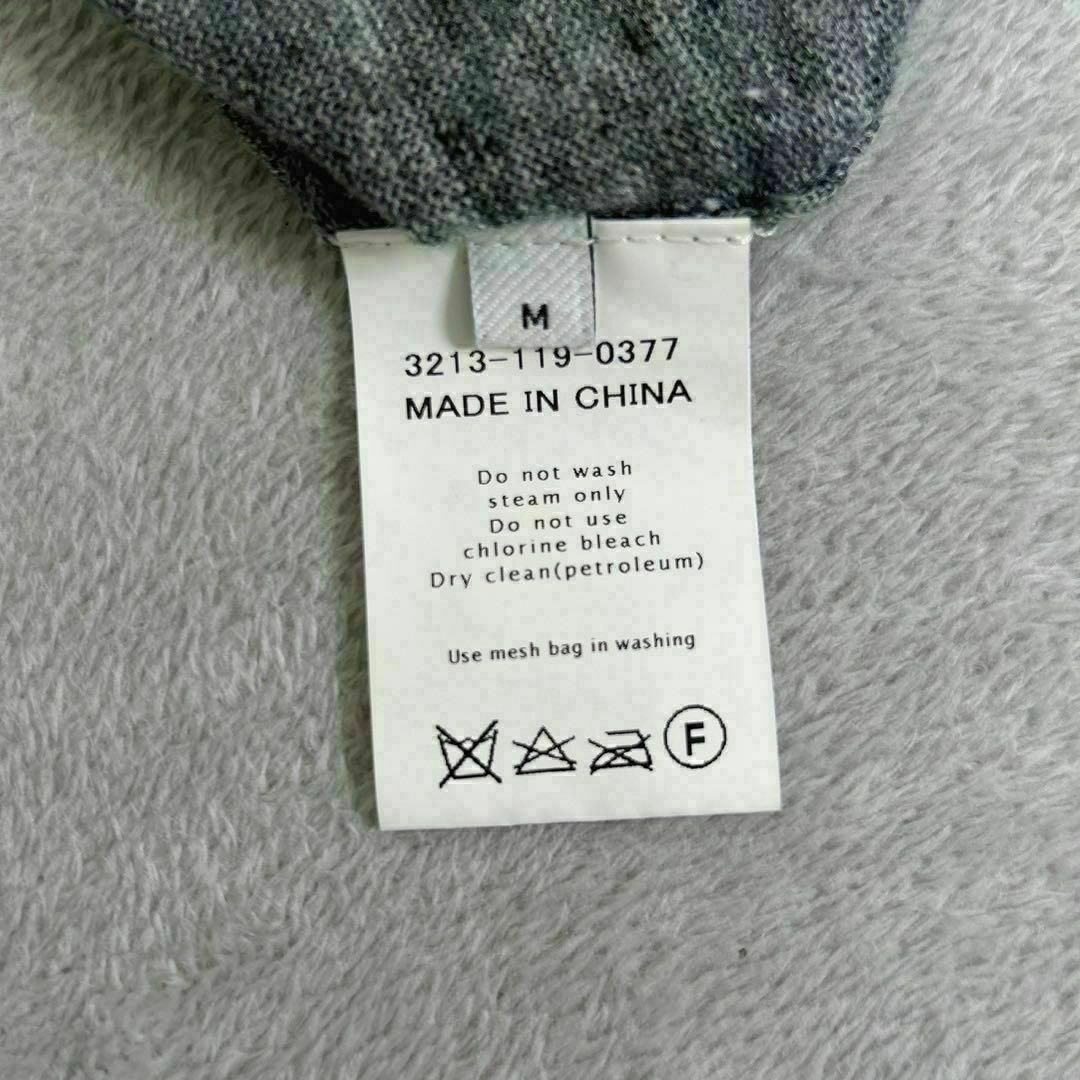 M
3213-119-0377
MADE IN CHINA
Do not wash
steam only
Do not use
chlorine bleach
Dry clean(petroleum)
Use mesh bag in washing
F